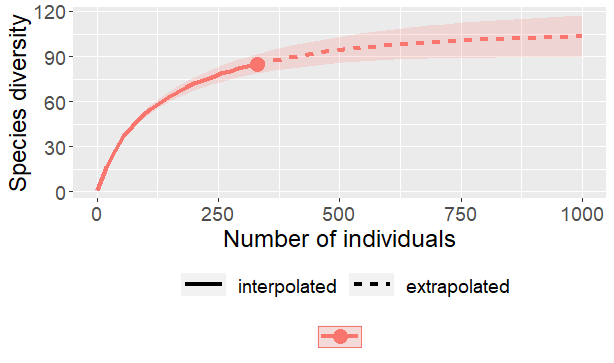 Species diversity
120
90
60
30
0
0 250 500 750 1000
Number of individuals
interpolated extrapolated